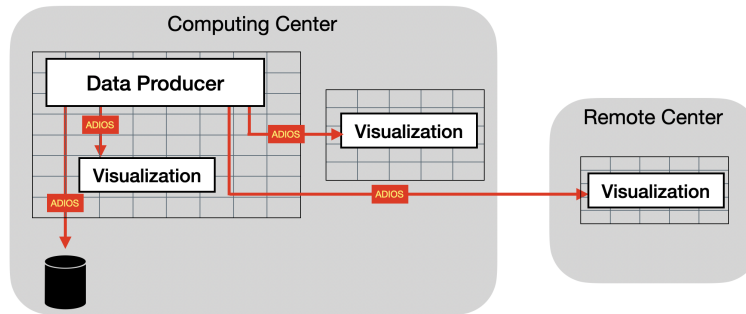 Computing Center
Data Producer
ADIOS
ADIOS
Visualization
Visualization
ADIOS
ADIOS
Remote Center
Visualization